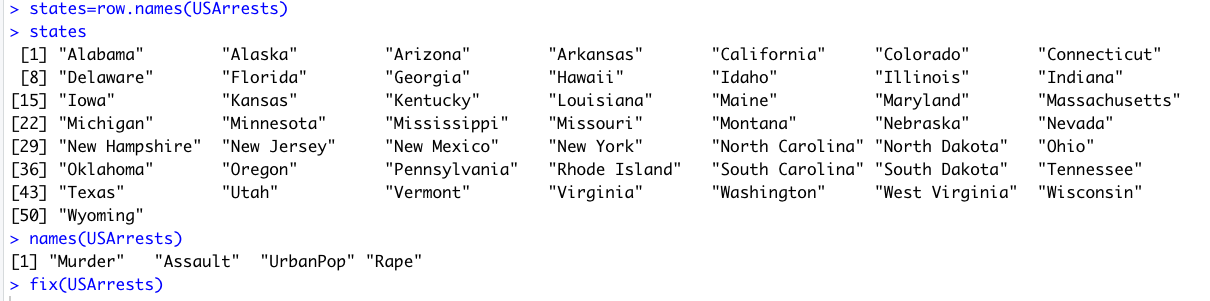 > states=row.names(USArrests)
> states
 [1] "Alabama"        "Alaska"         "Arizona"        "Arkansas"       "California"     "Colorado"       "Connecticut"
 [8] "Delaware"       "Florida"        "Georgia"        "Hawaii"         "Idaho"          "Illinois"       "Indiana"
[15] "Iowa"           "Kansas"         "Kentucky"       "Louisiana"      "Maine"          "Maryland"       "Massachusetts"
[22] "Michigan"       "Minnesota"      "Mississippi"    "Missouri"       "Montana"        "Nebraska"       "Nevada"
[29] "New Hampshire"  "New Jersey"     "New Mexico"     "New York"       "North Carolina" "North Dakota"   "Ohio"
[36] "Oklahoma"       "Oregon"         "Pennsylvania"   "Rhode Island"   "South Carolina" "South Dakota"   "Tennessee"
[43] "Texas"          "Utah"           "Vermont"        "Virginia"       "Washington"     "West Virginia"  "Wisconsin"
[50] "Wyoming"
> names(USArrests)
[1] "Murder"   "Assault"  "UrbanPop" "Rape"
> fix(USArrests)